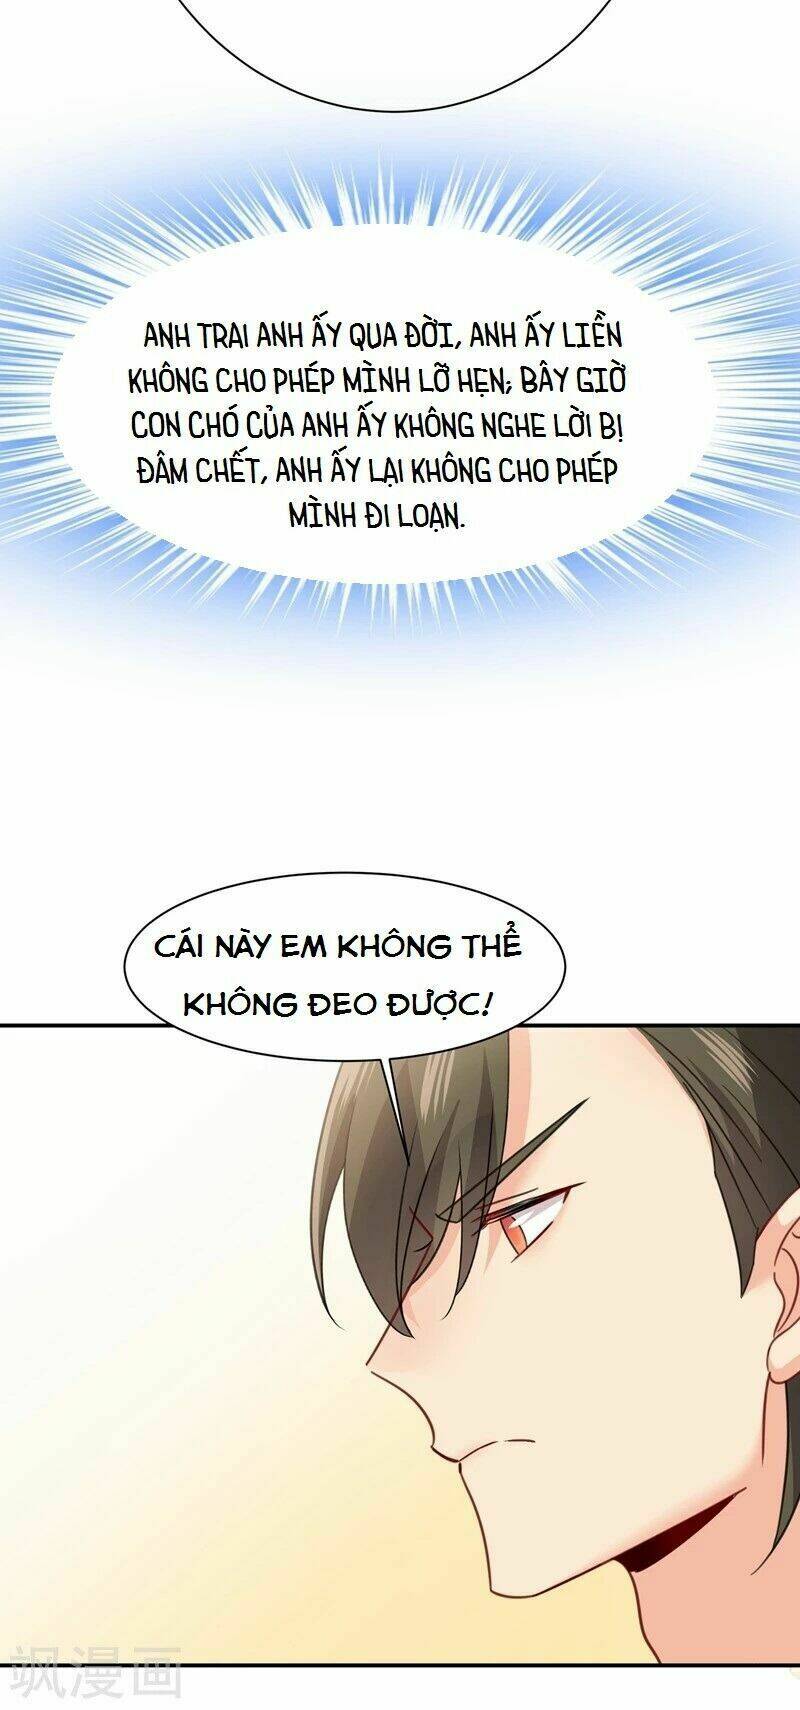 ANH TRAI ANH ẤY QUA ĐỜI, ANH ẤY LIỀN
KHÔNG CHO PHÉP MÌNH LỠ HẸN; BÂY GIỜ
CON CHÓ CỦA ANH ẤY KHÔNG NGHE LỜI BỊ
ĐÂM CHẾT, ANH ẤY LẠI KHÔNG CHO PHÉP
MÌNH ĐI LOẠN.
CÁI NÀY EM KHÔNG THỂ
KHÔNG ĐEO ĐƯỢC!
飒漫画